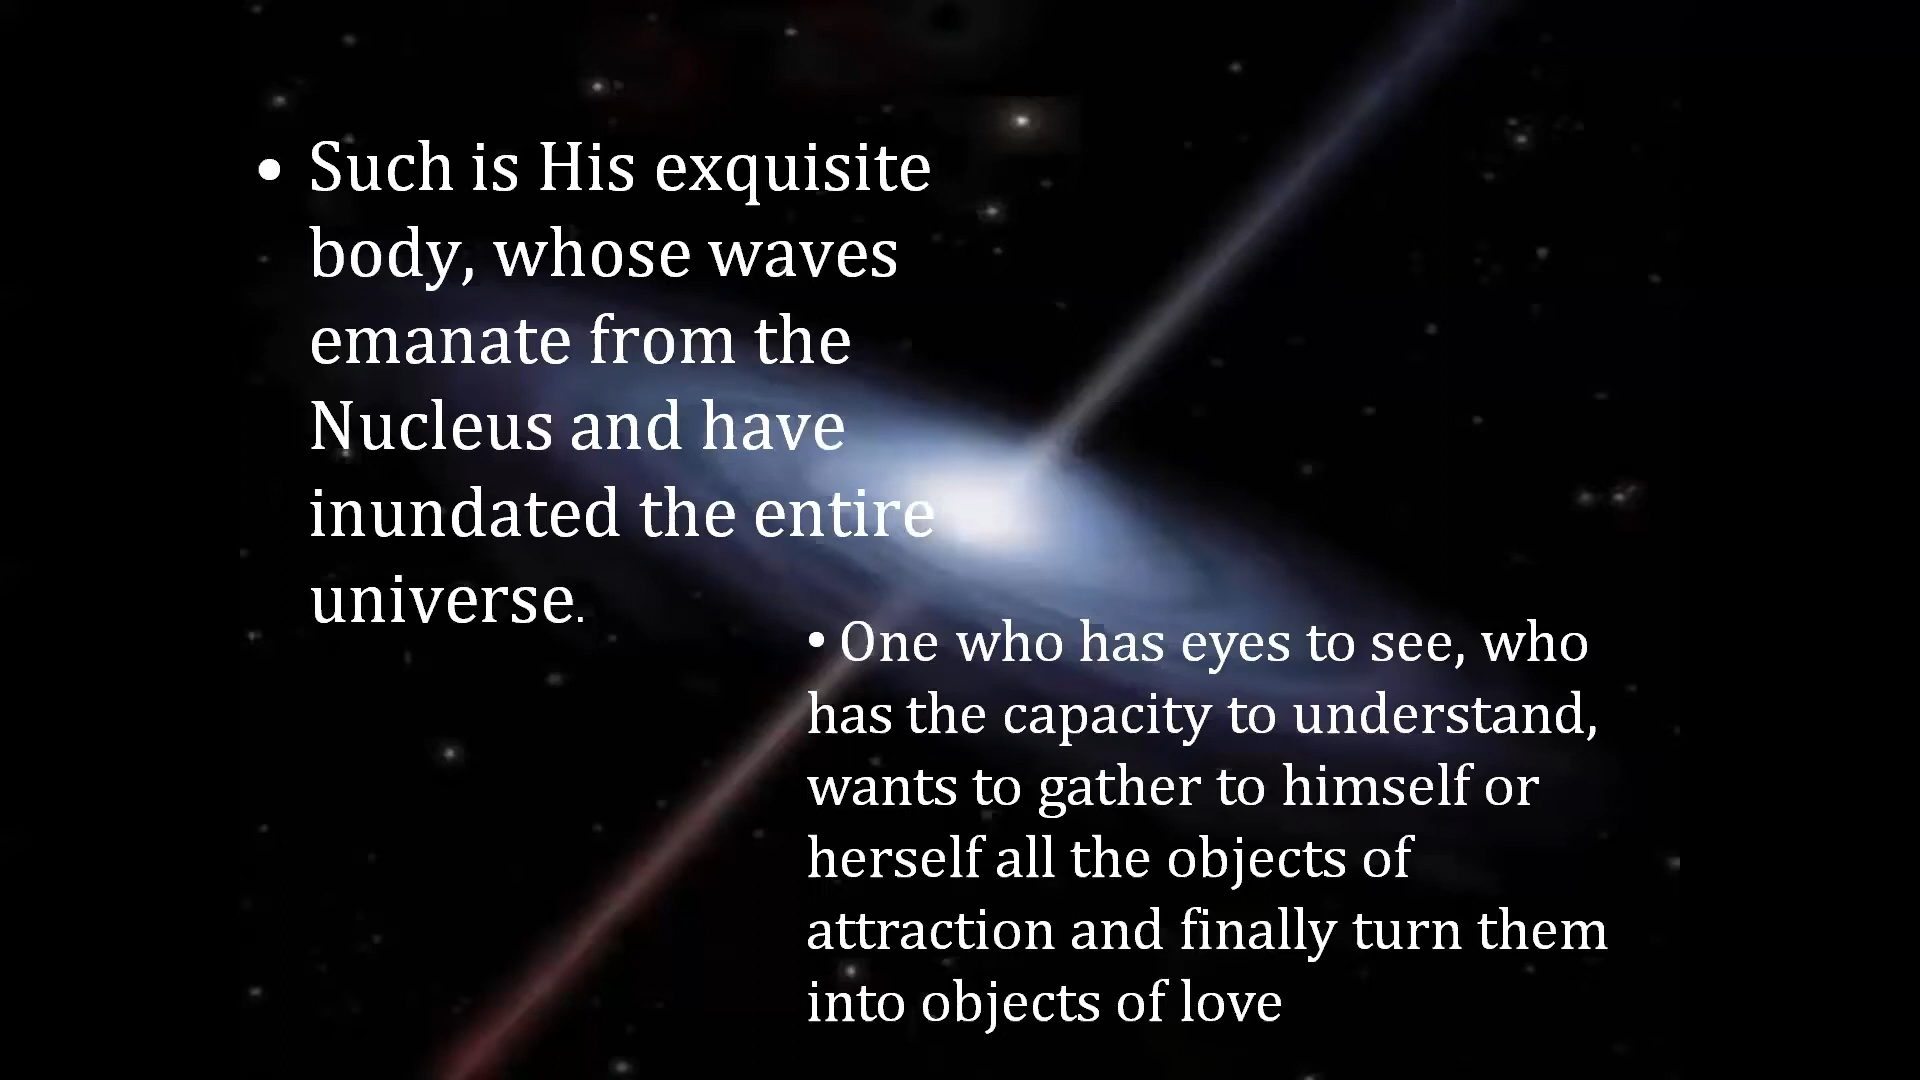 • Such is His exquisite
body, whose waves
emanate from the
Nucleus and have
inundated the entire
universe.
• One who has eyes to see, who
has the capacity to understand,
wants to gather to himself or
herself all the objects of
attraction and finally turn them
into objects of love